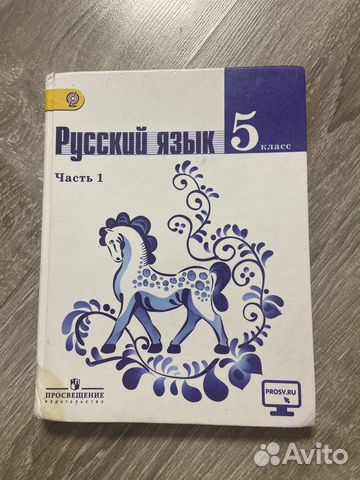 Русский язык 5
класс
Часть 1
ПРОСВЕЩЕНИЕ
ИЗДАТЕЛЬСТВО
PROSV.RU
Avito